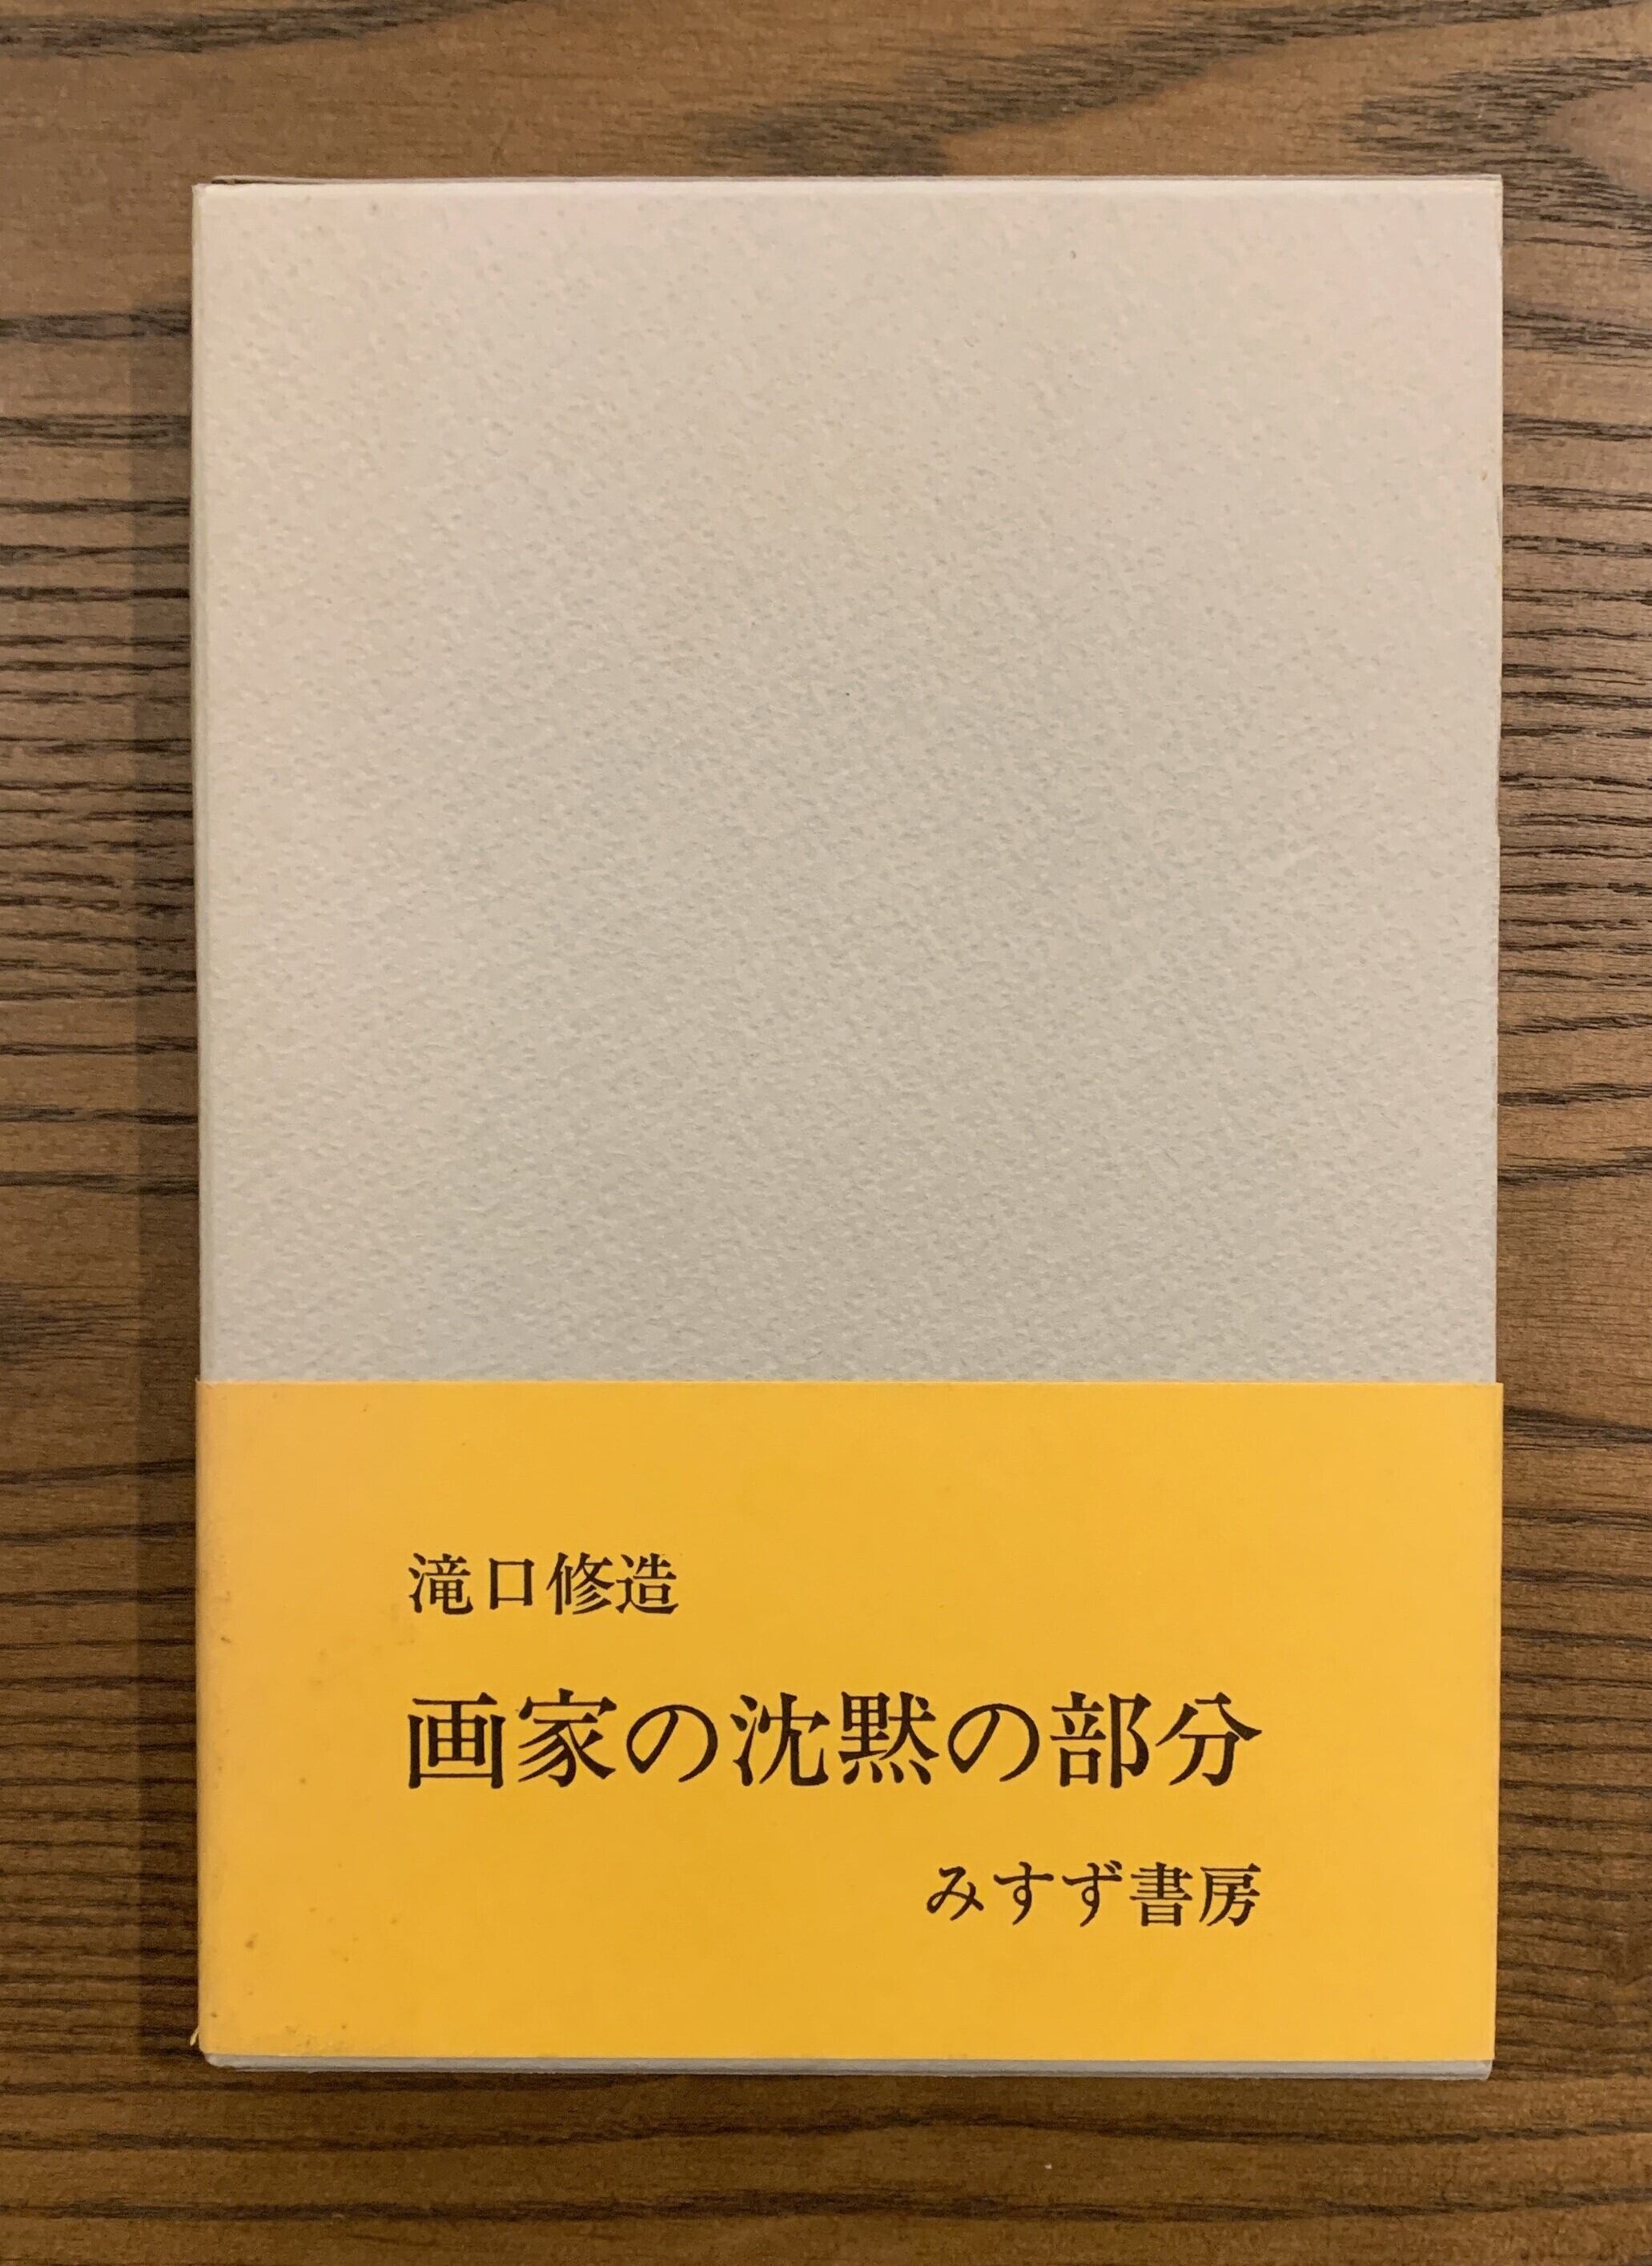 滝口修造
画家の沈黙の部分
みすず書房